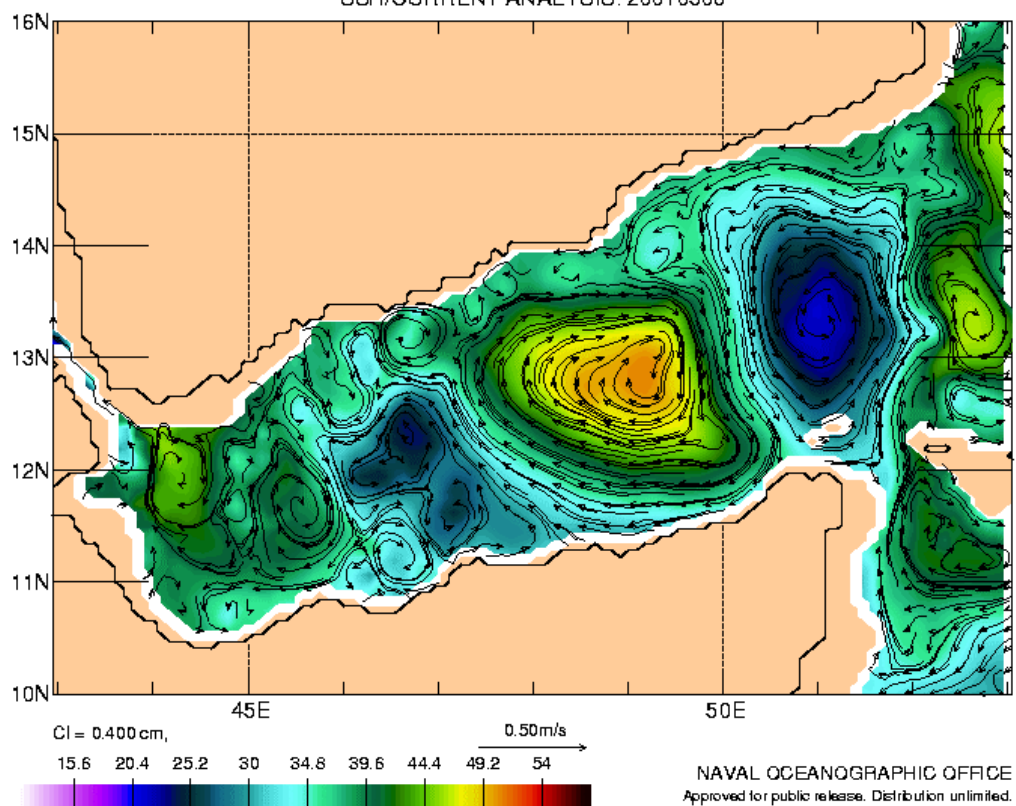 16N
15N
14N
13N
12N
11N
10N
45E
50E
CI = 0.400 cm,
0.50m/s
15.6 20.4 25.2 30 34.8 39.6 44.4 49.2 54
NAVAL OCEANOGRAPHIC OFFICE
Approved for public release. Distribution unlimited.